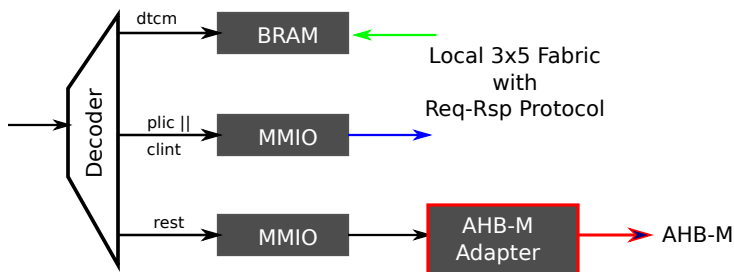 dtcm
BRAM
Local 3x5 Fabric
with
Req-Rsp Protocol
Decoder
plic ||
clint
MMIO
rest
MMIO
AHB-M
Adapter
AHB-M